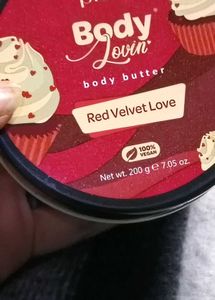 Body
Lovin'
body butter
Red Velvet Love
100%
VEGAN
Net wt. 200 g e 7.05 oz.